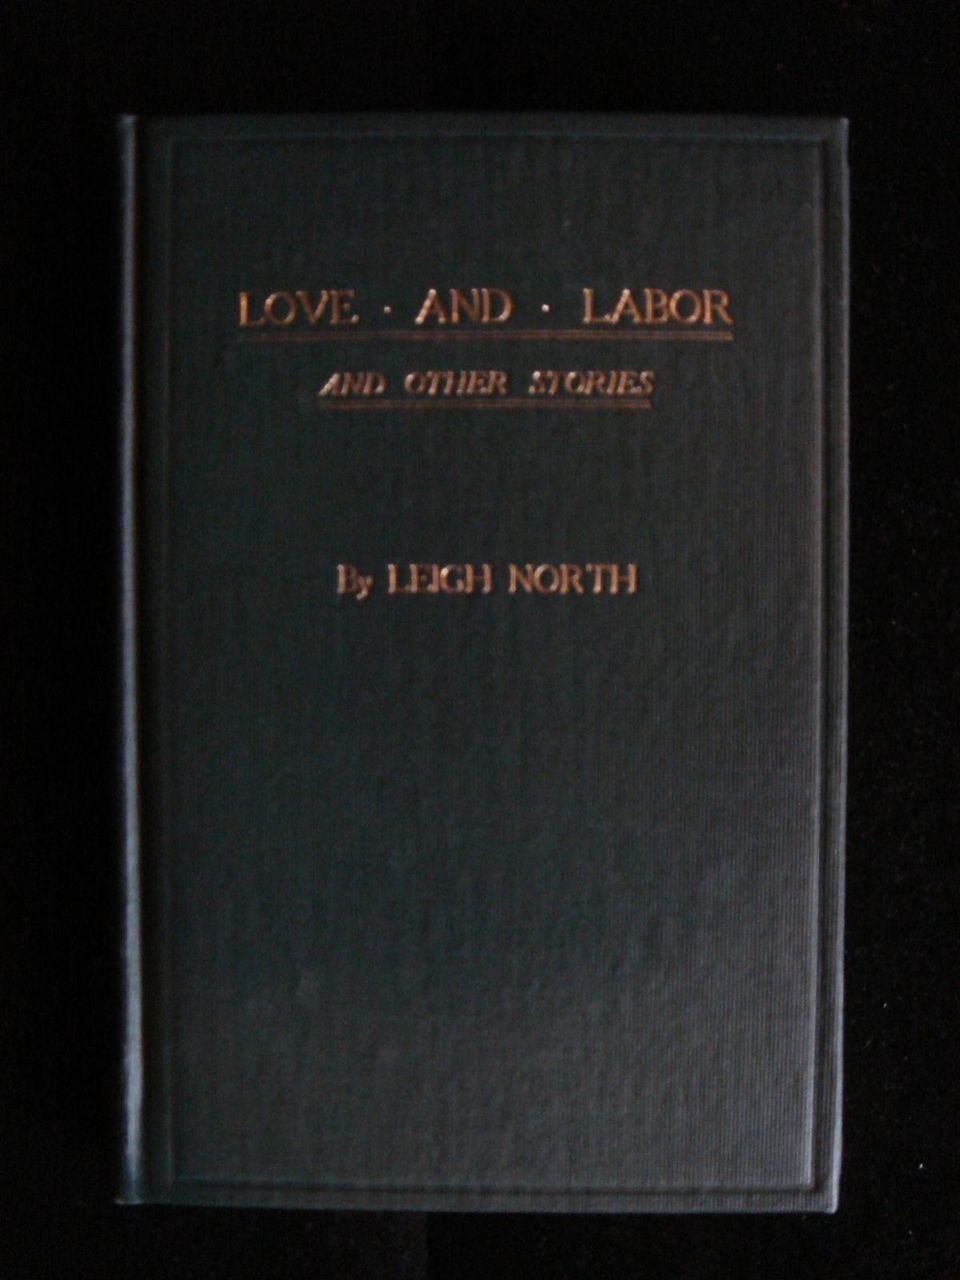 LOVE · AND · LABOR
AND OTHER STORIES
By LEIGH NORTH